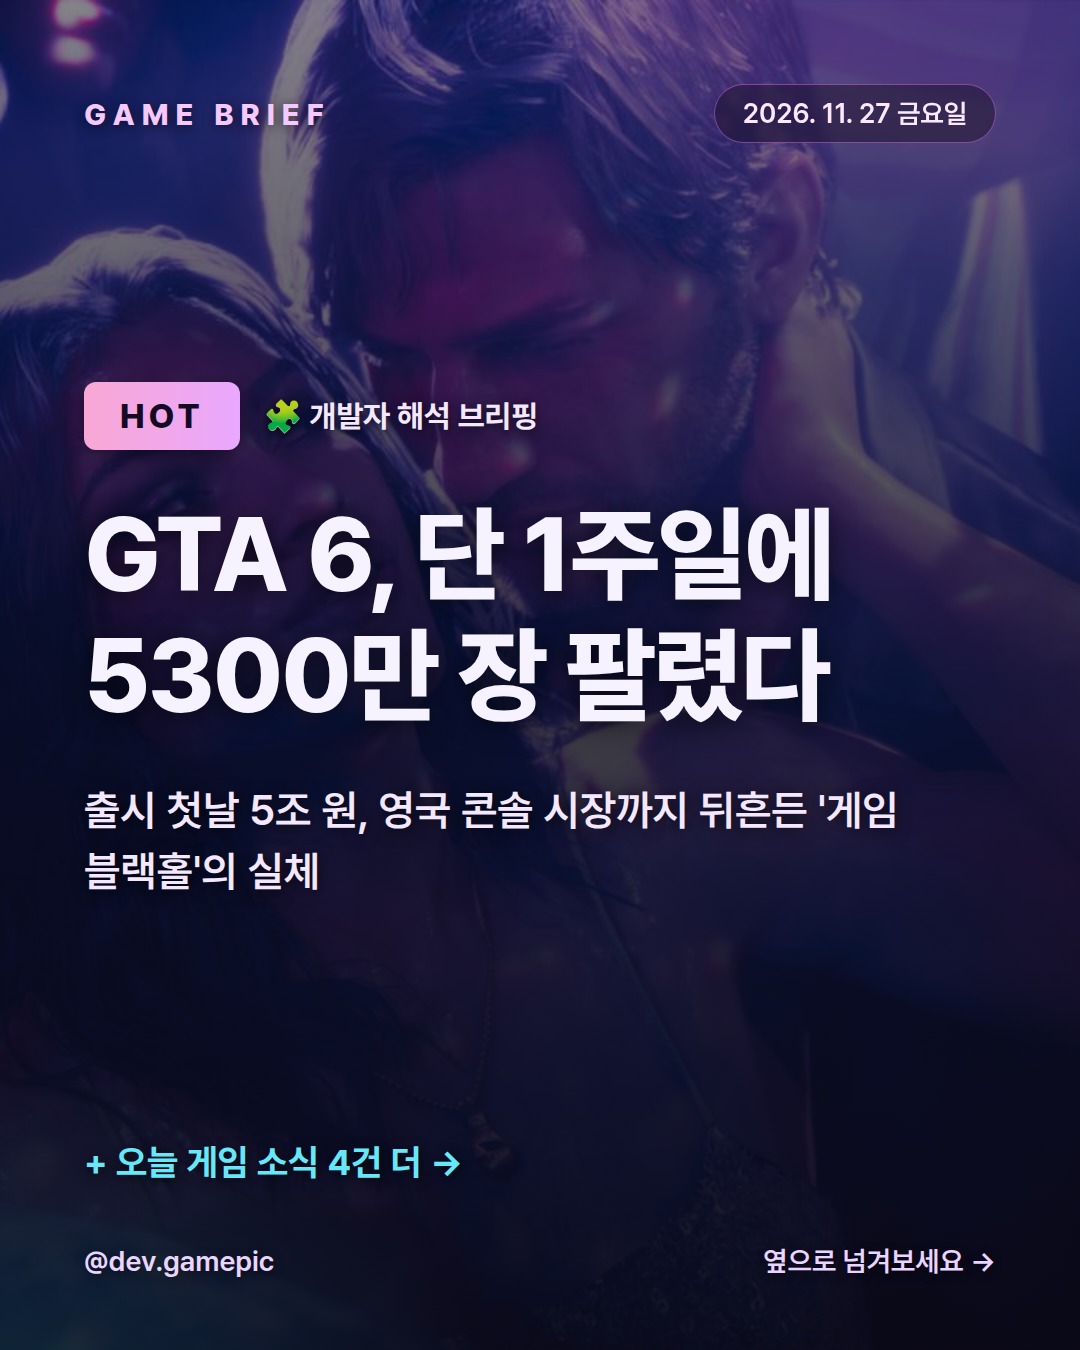 GAME BRIEF
2026. 11. 27 금요일
HOT
🧩 개발자 해석 브리핑
GTA 6, 단 1주일에
5300만 장 팔렸다
출시 첫날 5조 원, 영국 콘솔 시장까지 뒤흔든 '게임
블랙홀'의 실체
+ 오늘 게임 소식 4건 더 →
@dev.gamepic
옆으로 넘겨보세요 →